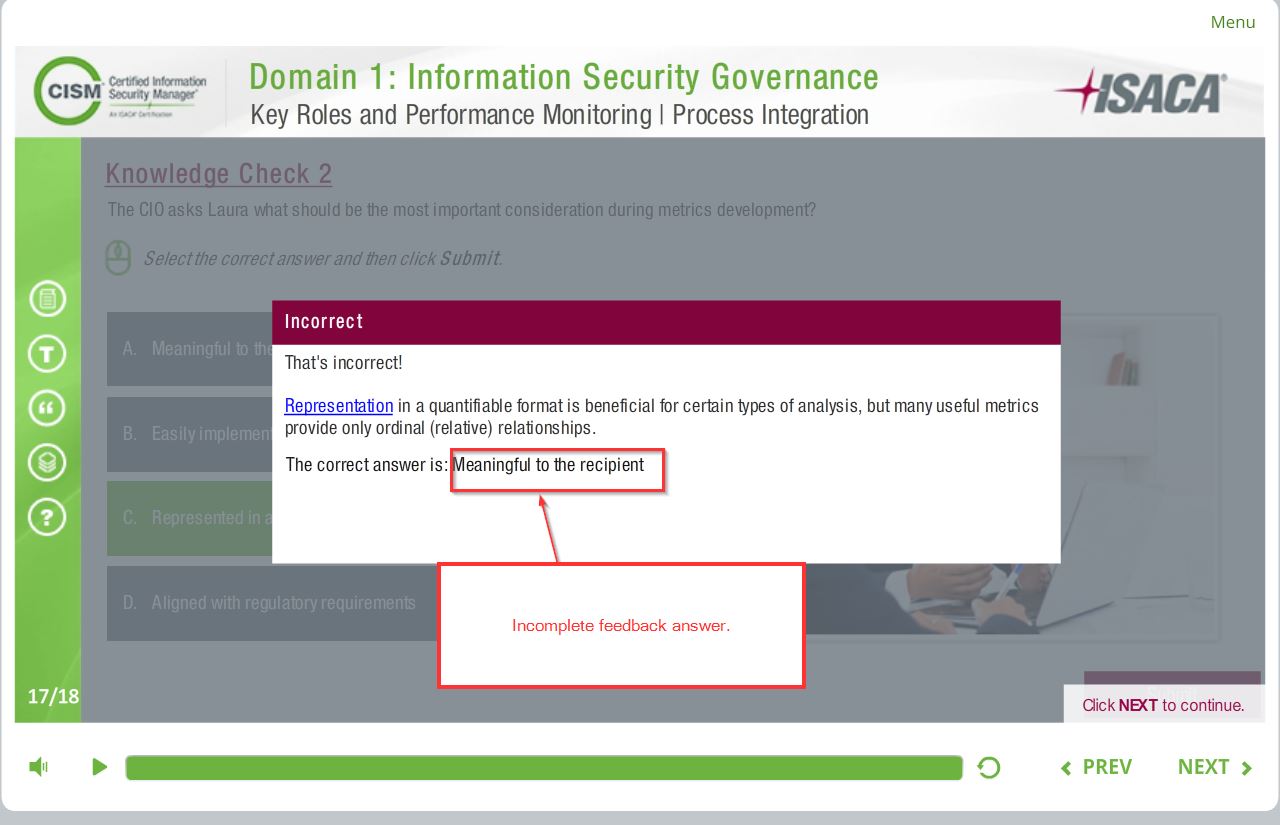 Menu
CISM
Certified Information
Security Manager
An ISACA Certification
Domain 1: Information Security Governance
Key Roles and Performance Monitoring | Process Integration
ISACA
Knowledge Check 2
The CIO asks Laura what should be the most important consideration during metrics development?
Select the correct answer and then click Submit.
A. Meaningful to the
B. Easily implement
C. Represented in a
D. Aligned with regulatory requirements
Incorrect
That's incorrect!
Representation in a quantifiable format is beneficial for certain types of analysis, but many useful metrics
provide only ordinal (relative) relationships.
The correct answer is: Meaningful to the recipient
Incomplete feedback answer.
17/18
Click NEXT to continue.
PREV
NEXT